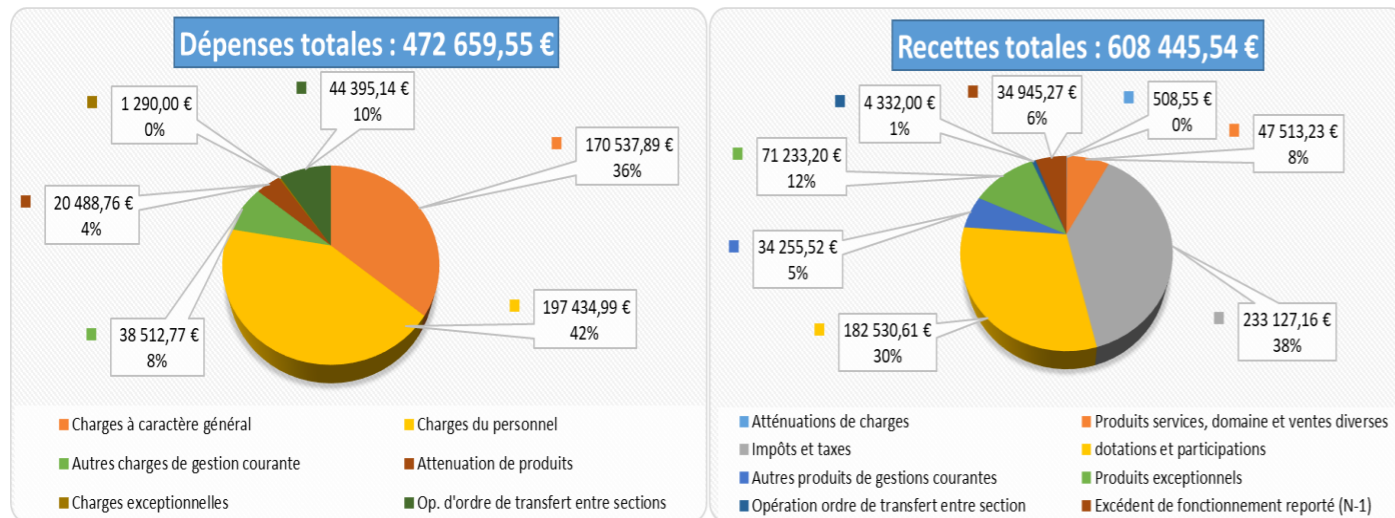 Dépenses totales : 472 659,55 €
1 290,00 €
0%
44 395,14 €
10%
170 537,89 €
36%
20 488,76 €
4%
197 434,99 €
42%
38 512,77 €
8%
Charges à caractère général
Charges du personnel
Autres charges de gestion courante
Attenuation de produits
Charges exceptionnelles
Op. d'ordre de transfert entre sections
Recettes totales : 608 445,54 €
4 332,00 €
1%
34 945,27 €
6%
508,55 €
0%
47 513,23 €
8%
71 233,20 €
12%
34 255,52 €
5%
233 127,16 €
38%
182 530,61 €
30%
Atténuations de charges
Produits services, domaine et ventes diverses
Impôts et taxes
dotations et participations
Autres produits de gestions courantes
Produits exceptionnels
Opération ordre de transfert entre section
Excédent de fonctionnement reporté (N-1)